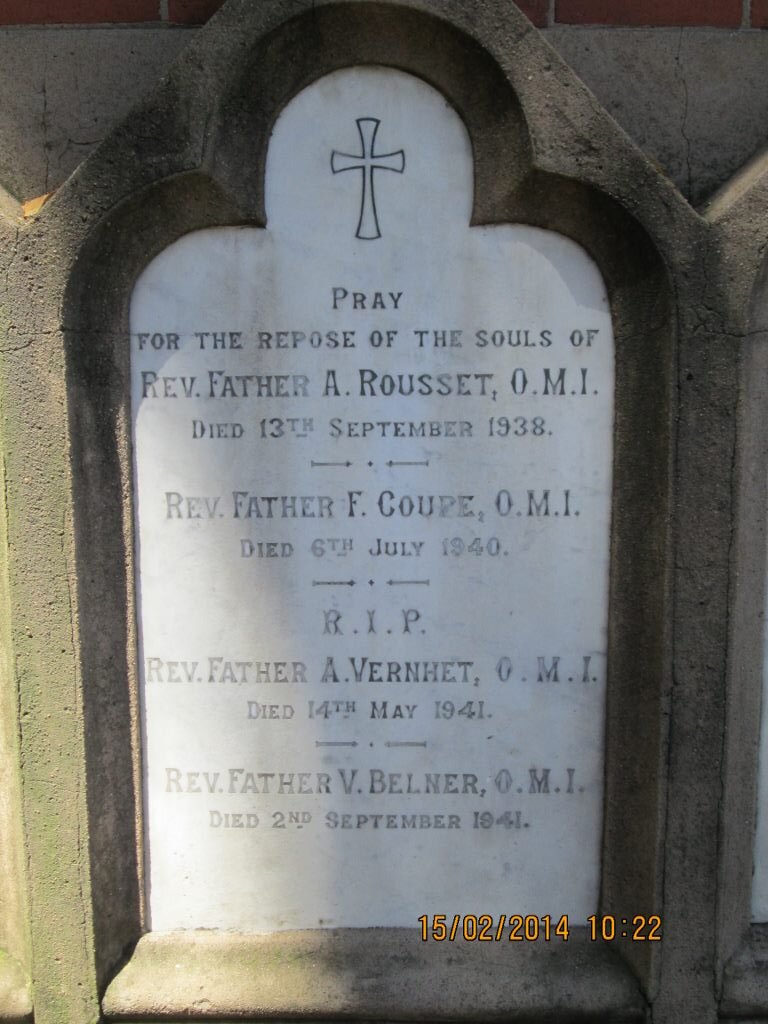 PRAY
FOR THE REPOSE OF THE SOULS OF
REV. FATHER A. ROUSSET, O.M.I.
DIED 13TH SEPTEMBER 1938.
REV. FATHER F. COUPE, O.M.I.
DIED 6TH JULY 1940.
R.I.P.
REV. FATHER A. VERNHET, O.M.I.
DIED 14TH MAY 1941.
REV. FATHER V. BELNER, O.M.I.
DIED 2ND SEPTEMBER 1941.
15/02/2014 10:22